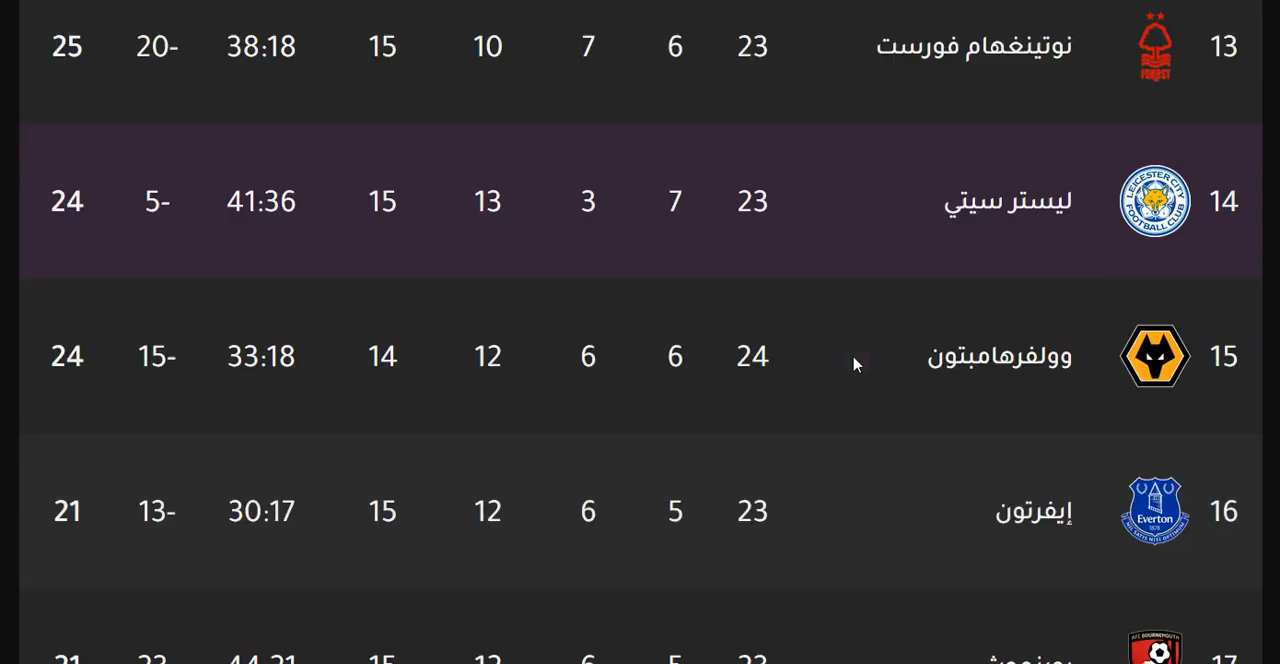 13 نوتينغهام فورست 23 6 7 10 15 38:18 20- 25
14 ليستر سيتي 23 7 3 13 15 41:36 5- 24
15 وولفرهامبتون 24 6 6 12 14 33:18 15- 24
16 إيفرتون 23 5 6 12 15 30:17 13- 21